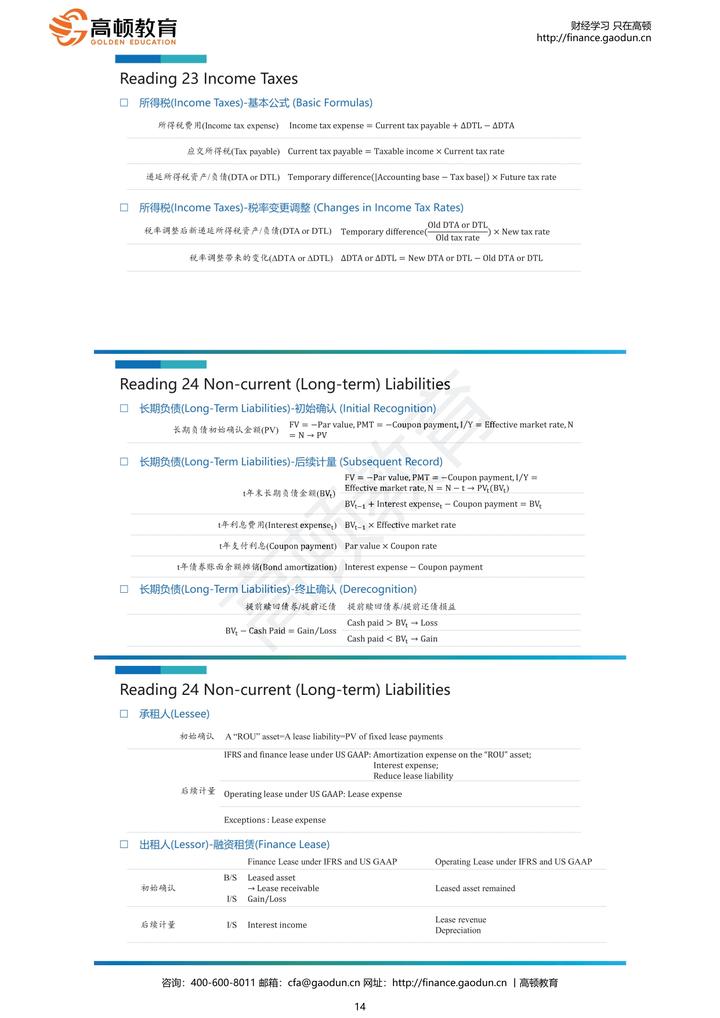 高顿教育
GOLDEN EDUCATION
财经学习 只在高顿
http://finance.gaodun.cn
Reading 23 Income Taxes
□ 所得税(Income Taxes)-基本公式 (Basic Formulas)
所得税费用(Income tax expense) Income tax expense = Current tax payable + ΔDTL − ΔDTA
应交所得税(Tax payable) Current tax payable = Taxable income × Current tax rate
递延所得税资产/负债(DTA or DTL) Temporary difference(|Accounting base − Tax base|) × Future tax rate
□ 所得税(Income Taxes)-税率变更调整 (Changes in Income Tax Rates)
税率调整后新递延所得税资产/负债(DTA or DTL) Temporary difference(Old DTA or DTL / Old tax rate) × New tax rate
税率调整带来的变化(ΔDTA or ΔDTL) ΔDTA or ΔDTL = New DTA or DTL − Old DTA or DTL
Reading 24 Non-current (Long-term) Liabilities
□ 长期负债(Long-Term Liabilities)-初始确认 (Initial Recognition)
长期负债初始确认金额(PV) FV = −Par value, PMT = −Coupon payment, I/Y = Effective market rate, N
= N → PV
□ 长期负债(Long-Term Liabilities)-后续计量 (Subsequent Record)
t年末长期负债金额(BVt) FV = −Par value, PMT = −Coupon payment, I/Y =
Effective market rate, N = N − t → PVt(BVt)
BVt−1 + Interest expenset − Coupon payment = BVt
t年利息费用(Interest expenset) BVt−1 × Effective market rate
t年支付利息(Coupon payment) Par value × Coupon rate
t年债券账面余额摊销(Bond amortization) Interest expense − Coupon payment
□ 长期负债(Long-Term Liabilities)-终止确认 (Derecognition)
提前赎回债券/提前还债 提前赎回债券/提前还债损益
BVt − Cash Paid = Gain/Loss Cash paid > BVt → Loss
Cash paid < BVt → Gain
高顿教育
Reading 24 Non-current (Long-term) Liabilities
□ 承租人(Lessee)
初始确认 A “ROU” asset=A lease liability=PV of fixed lease payments
后续计量 IFRS and finance lease under US GAAP: Amortization expense on the “ROU” asset;
Interest expense;
Reduce lease liability
Operating lease under US GAAP: Lease expense
Exceptions : Lease expense
□ 出租人(Lessor)-融资租赁(Finance Lease)
Finance Lease under IFRS and US GAAP Operating Lease under IFRS and US GAAP
初始确认 B/S Leased asset
→ Lease receivable Leased asset remained
I/S Gain/Loss
后续计量 I/S Interest income Lease revenue
Depreciation
咨询：400-600-8011 邮箱：cfa@gaodun.cn 网址：http://finance.gaodun.cn | 高顿教育
14